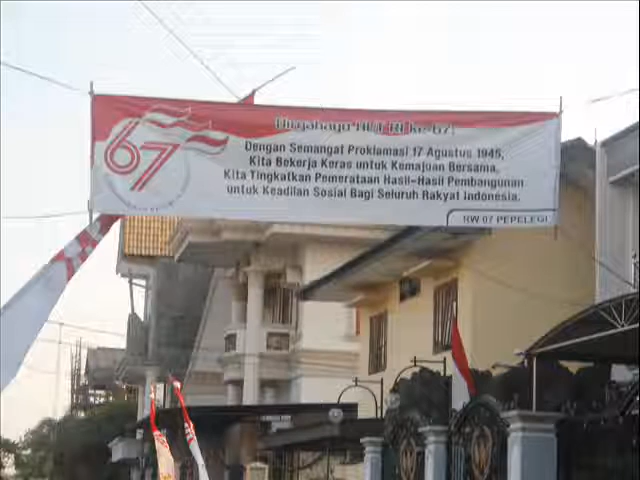 67
Dirgahayu HUT RI ke-67!
Dengan Semangat Proklamasi 17 Agustus 1945,
Kita Bekerja Keras untuk Kemajuan Bersama,
Kita Tingkatkan Pemerataan Hasil-Hasil Pembangunan
untuk Keadilan Sosial Bagi Seluruh Rakyat Indonesia.
RW 07 PEPELEGI